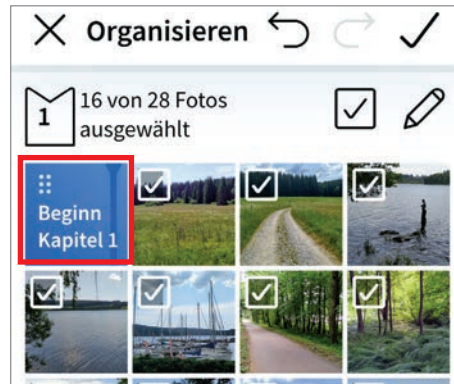 Organisieren
1
16 von 28 Fotos
ausgewählt
Beginn
Kapitel 1